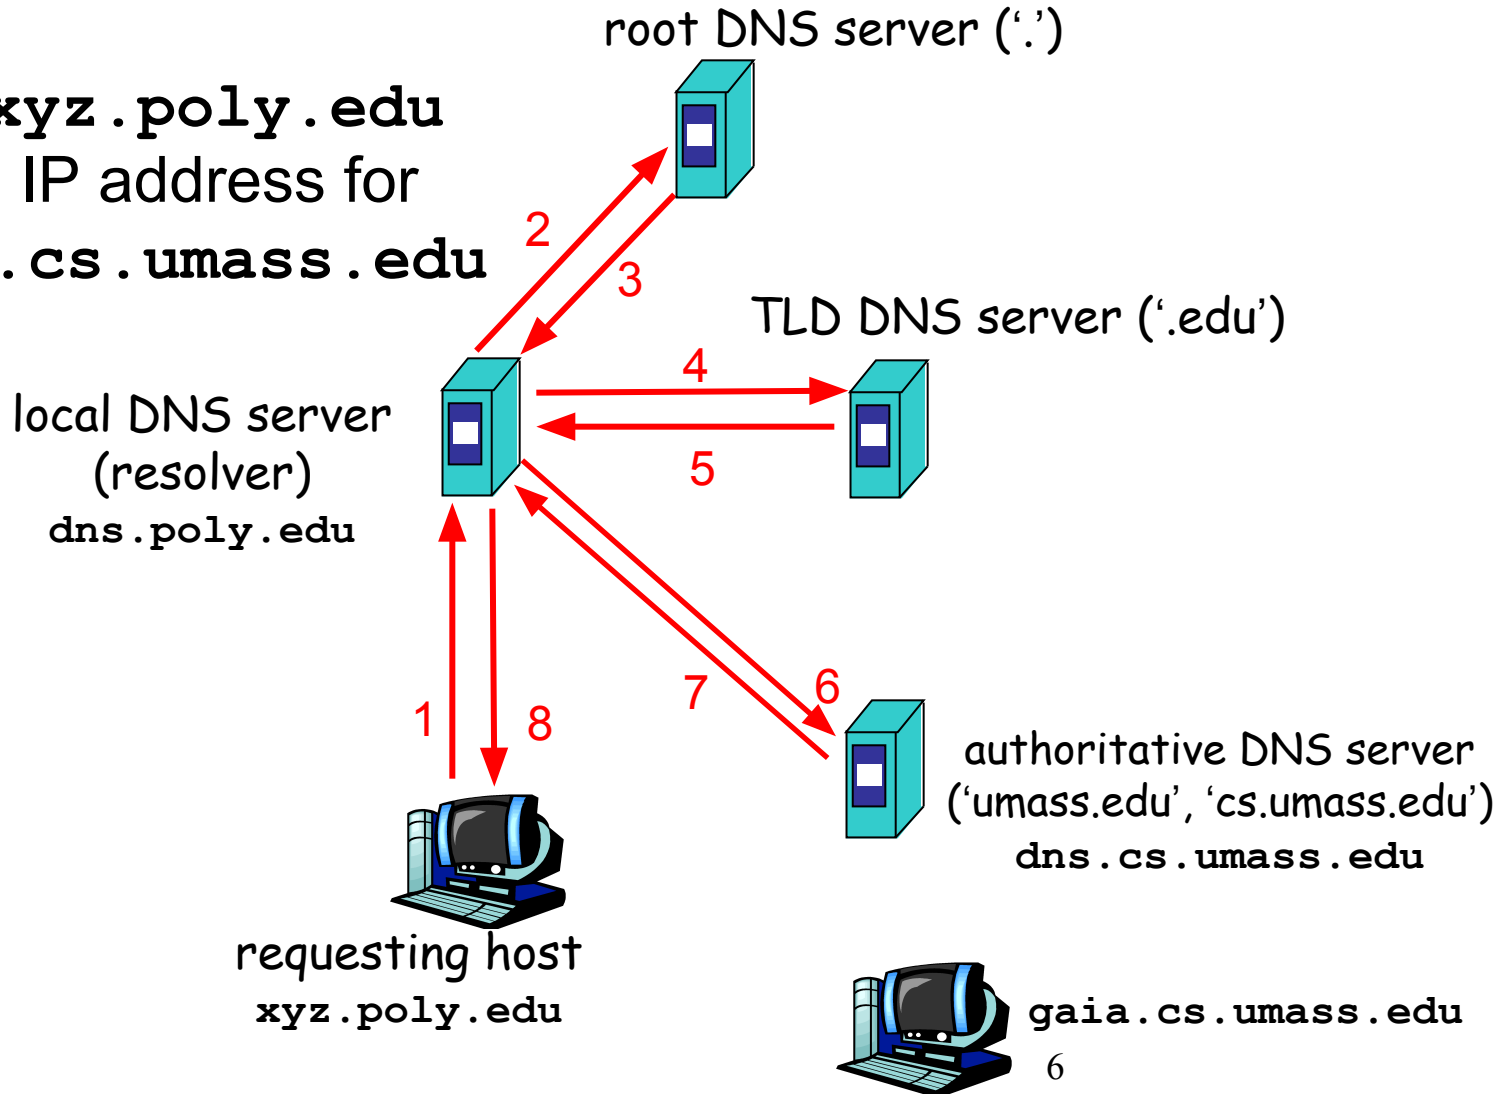 root DNS server (‘.’)
xyz.poly.edu
IP address for
.cs.umass.edu
2
3
TLD DNS server (‘.edu’)
4
local DNS server
(resolver)
dns.poly.edu
5
6
7
1
8
authoritative DNS server
(‘umass.edu’, ‘cs.umass.edu’)
dns.cs.umass.edu
requesting host
xyz.poly.edu
gaia.cs.umass.edu
6